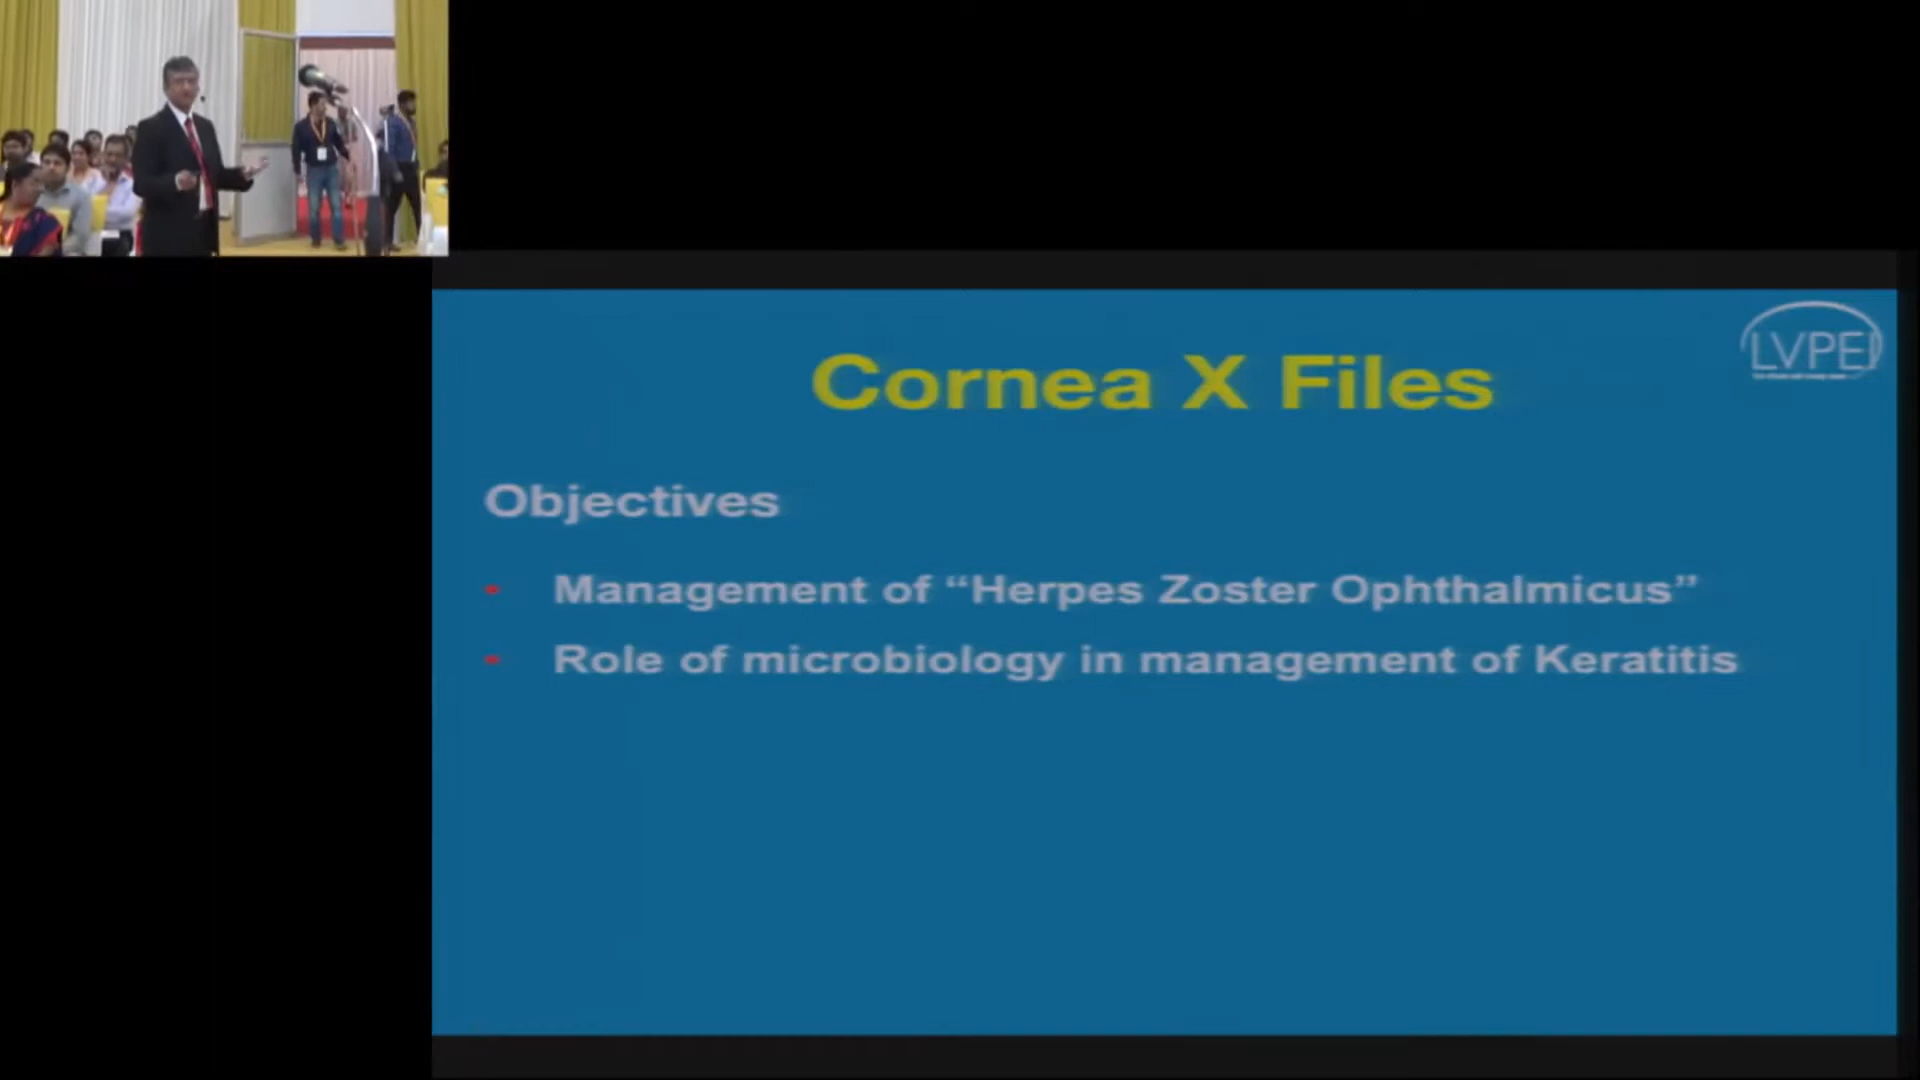 LVPEI
Cornea X Files
Objectives
Management of “Herpes Zoster Ophthalmicus”
Role of microbiology in management of Keratitis